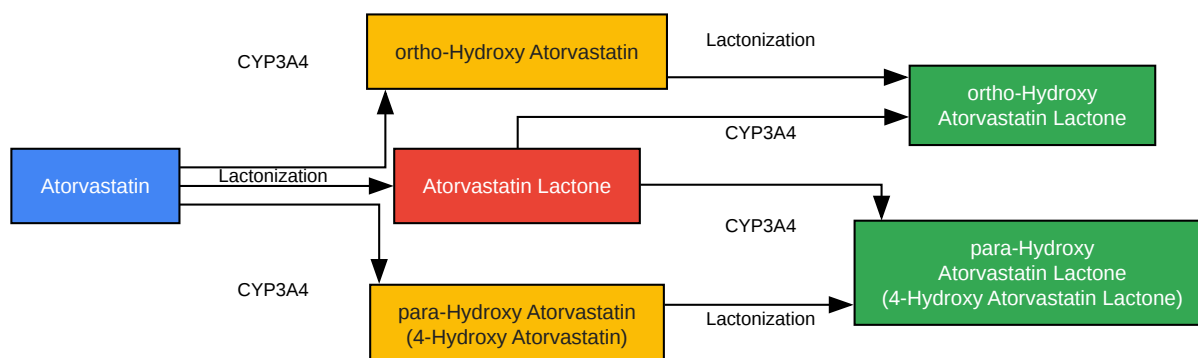 CYP3A4
ortho-Hydroxy Atorvastatin
Lactonization
ortho-Hydroxy
Atorvastatin Lactone
CYP3A4
Atorvastatin
Lactonization
Atorvastatin Lactone
CYP3A4
para-Hydroxy
Atorvastatin Lactone
(4-Hydroxy Atorvastatin Lactone)
CYP3A4
para-Hydroxy Atorvastatin
(4-Hydroxy Atorvastatin)
Lactonization